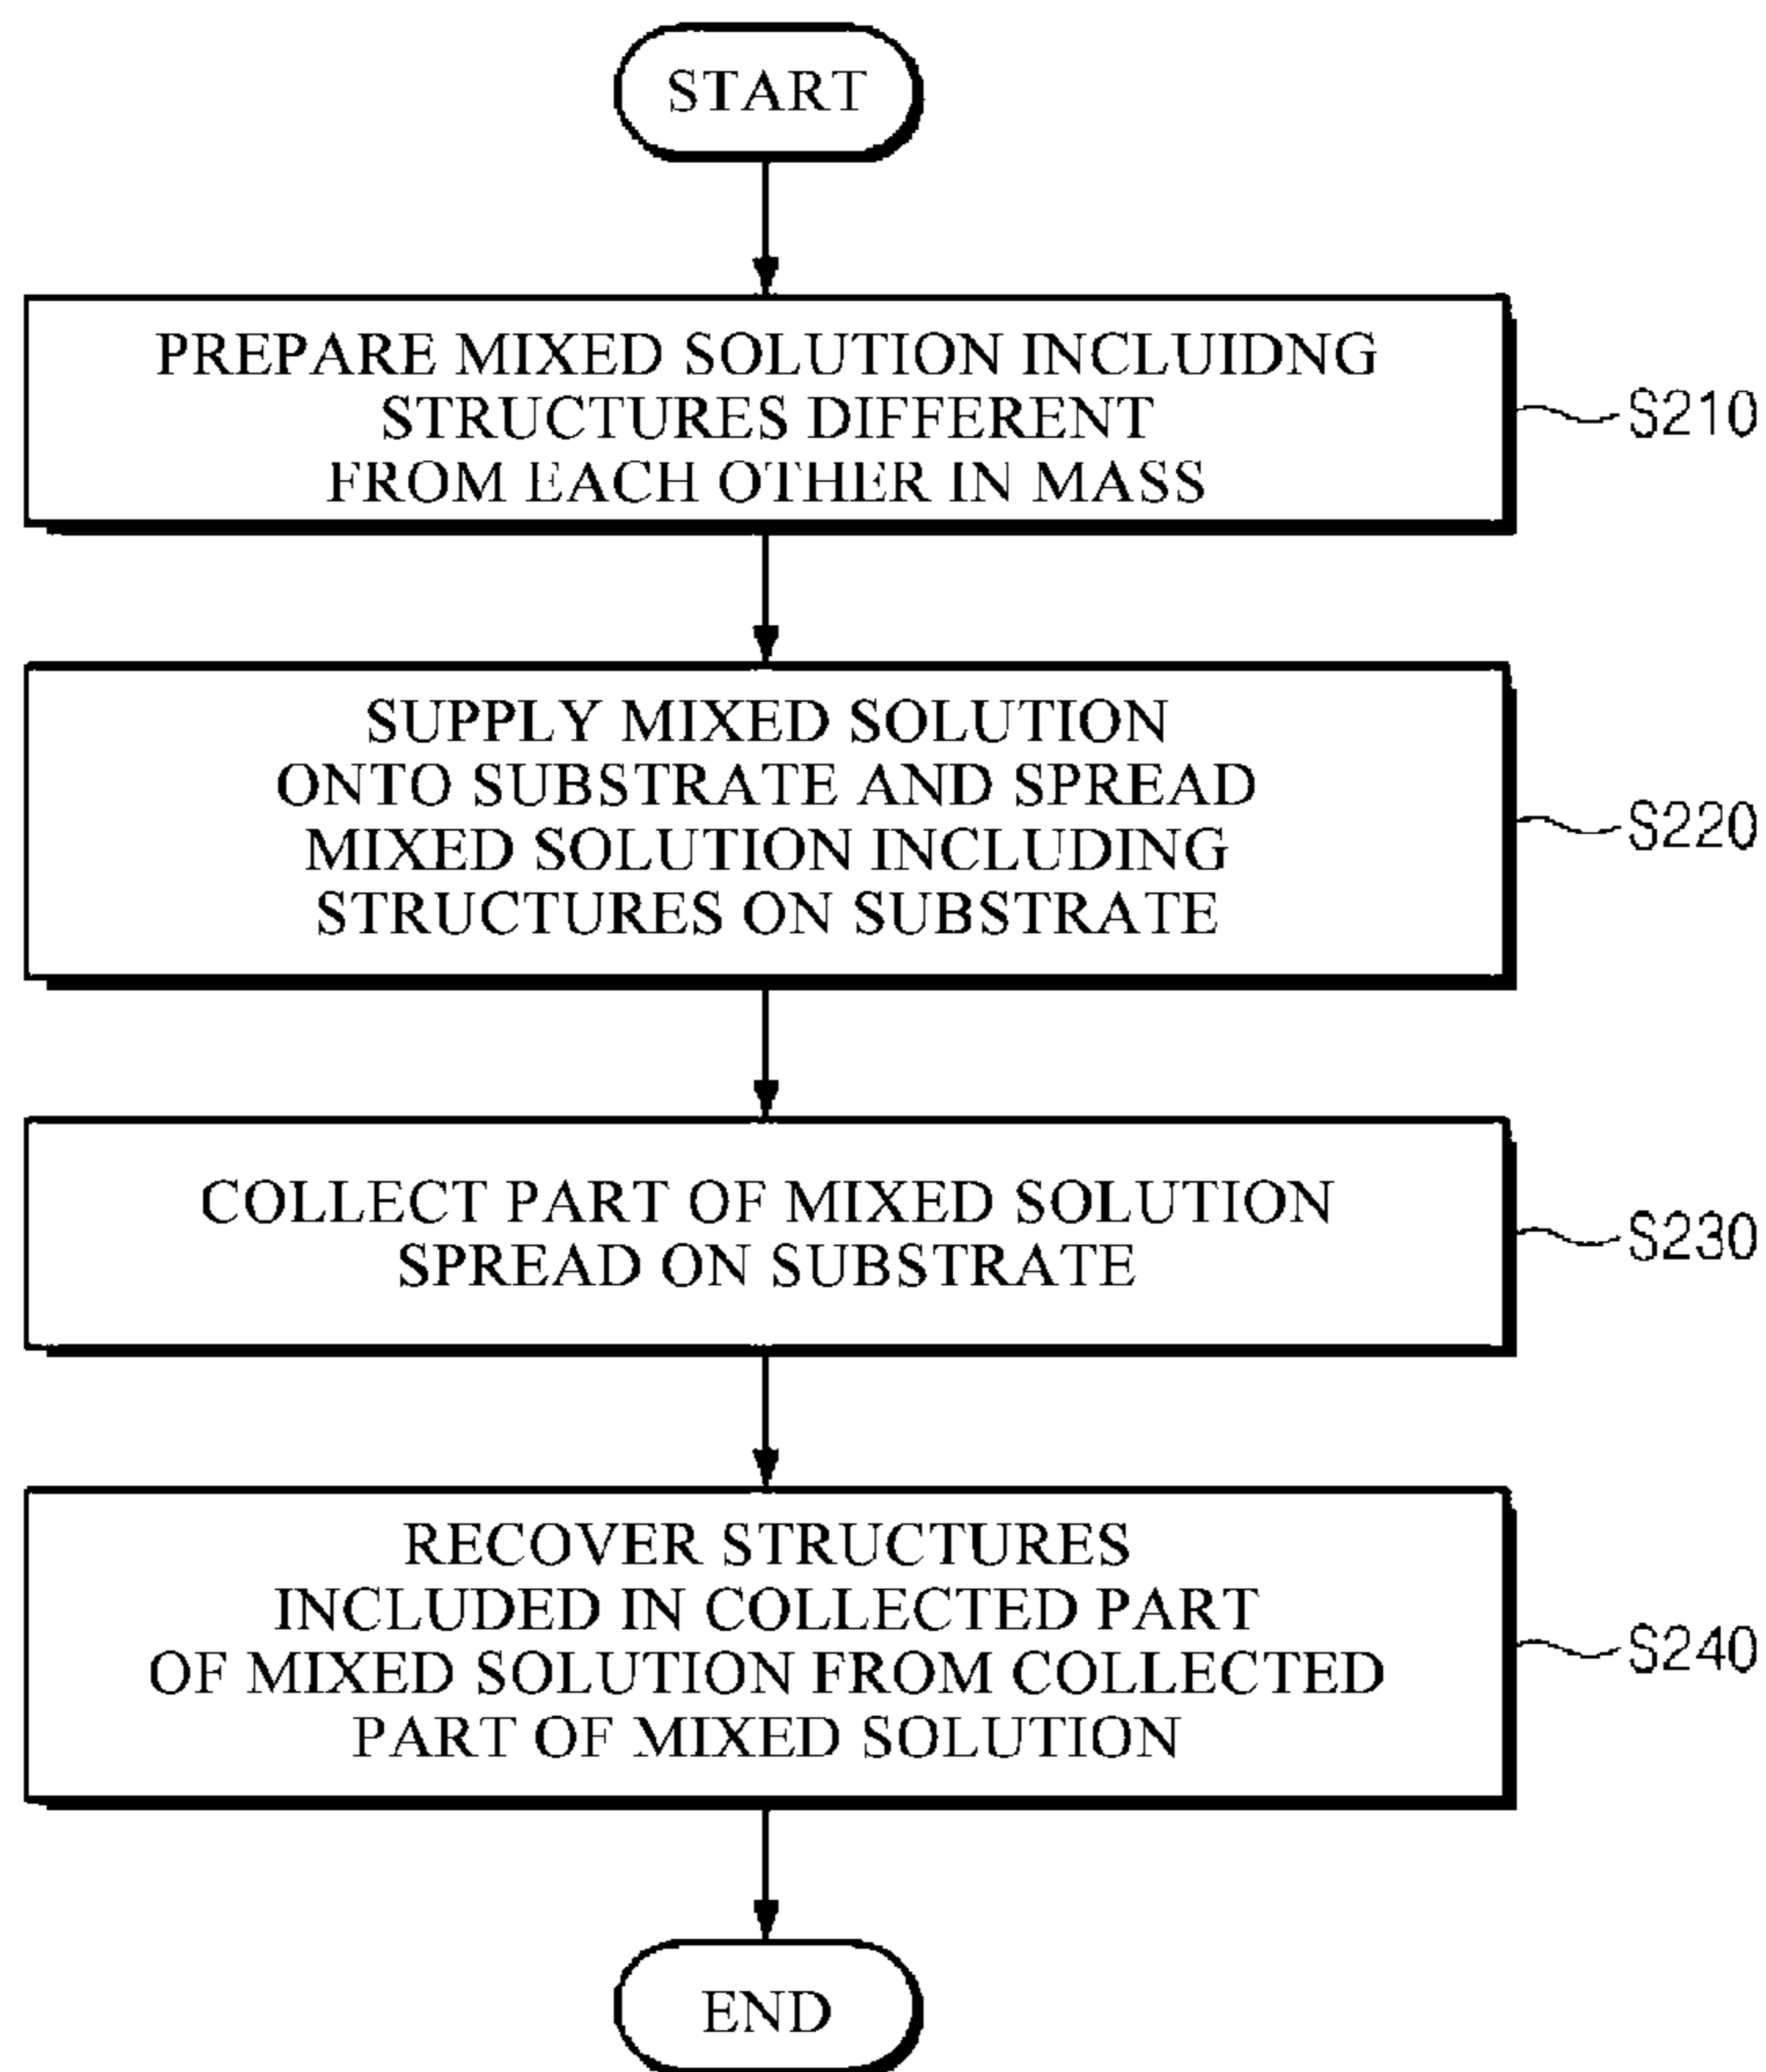 START
PREPARE MIXED SOLUTION INCLUIDNG
STRUCTURES DIFFERENT
FROM EACH OTHER IN MASS
S210
SUPPLY MIXED SOLUTION
ONTO SUBSTRATE AND SPREAD
MIXED SOLUTION INCLUDING
STRUCTURES ON SUBSTRATE
S220
COLLECT PART OF MIXED SOLUTION
SPREAD ON SUBSTRATE
S230
RECOVER STRUCTURES
INCLUDED IN COLLECTED PART
OF MIXED SOLUTION FROM COLLECTED
PART OF MIXED SOLUTION
S240
END